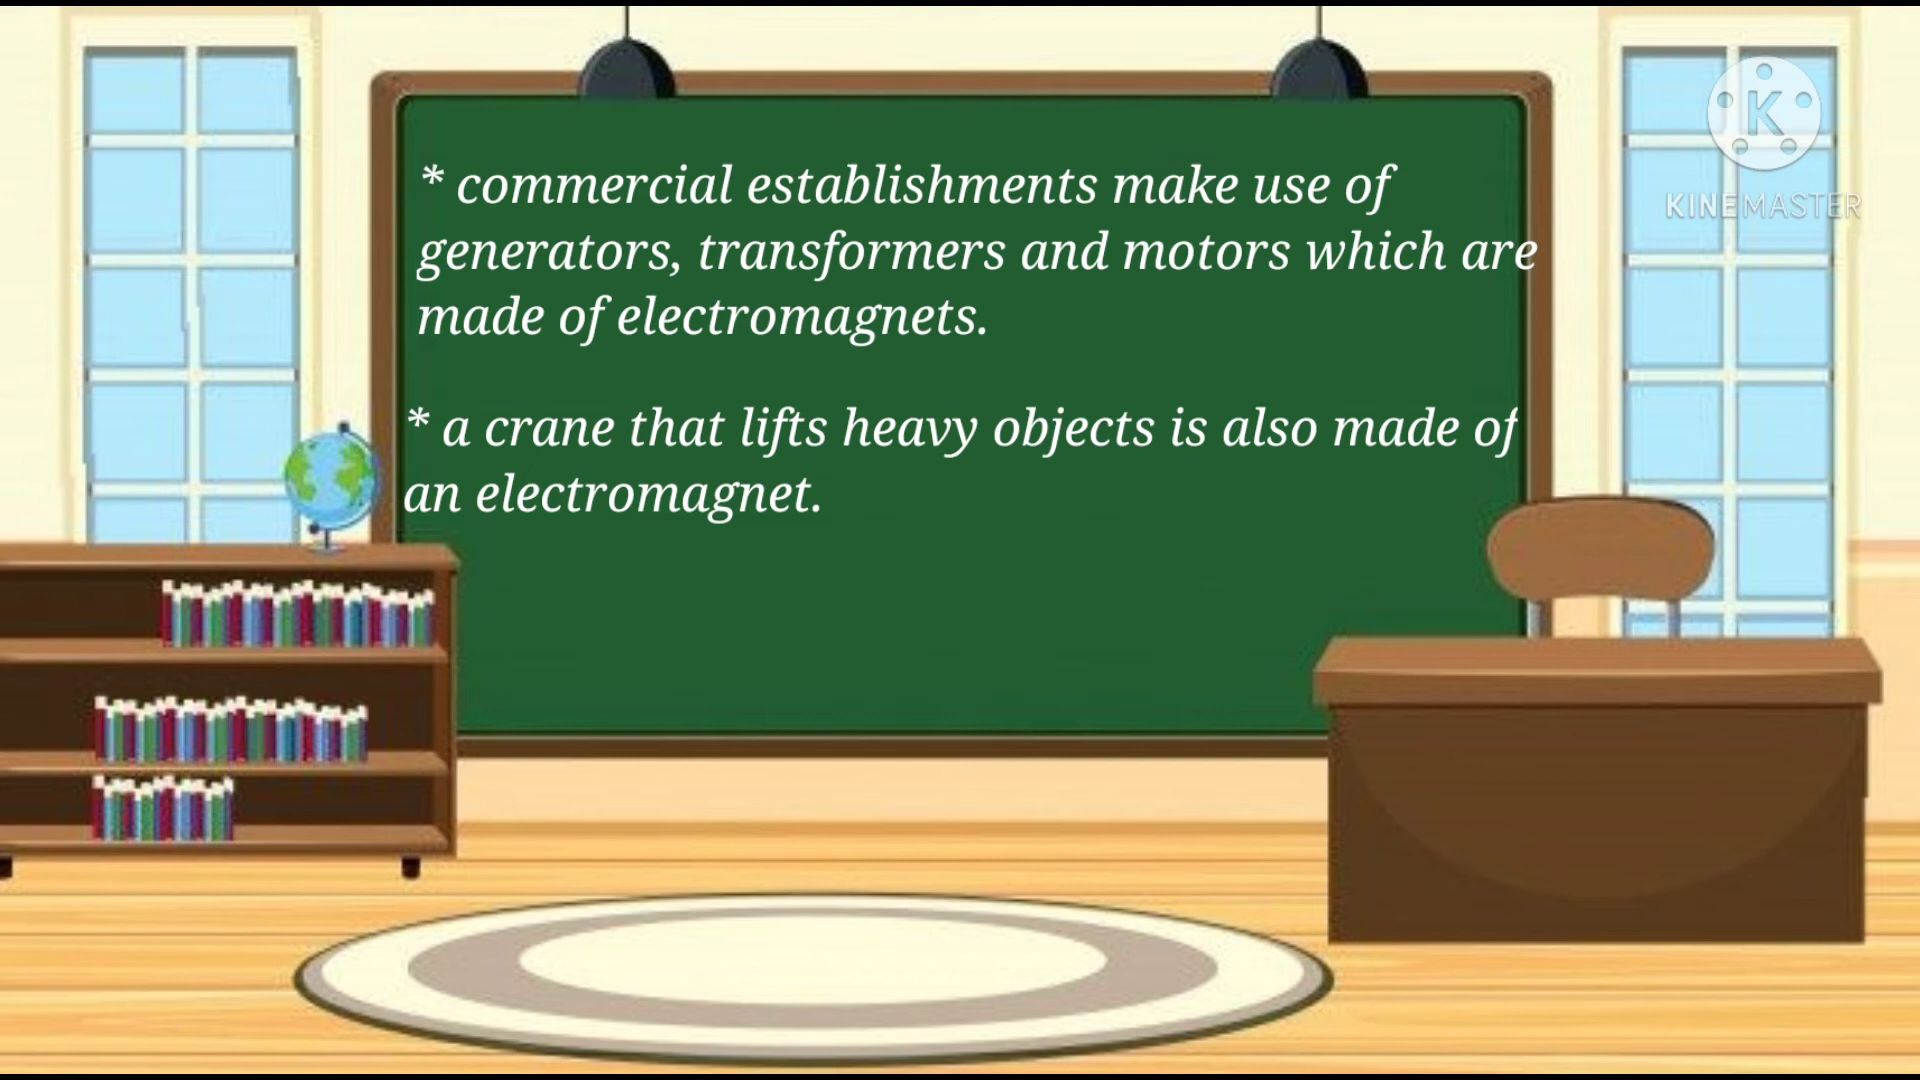 * commercial establishments make use of
generators, transformers and motors which are
made of electromagnets.
* a crane that lifts heavy objects is also made of
an electromagnet.
K
KINEMASTER